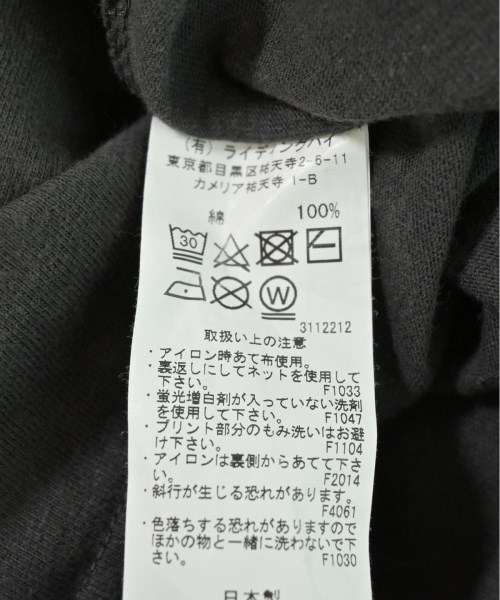 (有) ライディングハイ
東京都目黒区祐天寺2-6-11
カメリア祐天寺 1-B
綿 100%
30
W
3112212
取扱い上の注意
・アイロン時あて布使用。
・裏返しにしてネットを使用して
下さい。 F1033
・蛍光増白剤が入っていない洗剤
を使用して下さい。 F1047
・プリント部分のもみ洗いはお避
け下さい。 F1104
・アイロンは裏側からあてて下さ
い。 F2014
・斜行が生じる恐れがあります。
F4061
・色落ちする恐れがありますので
ほかの物と一緒に洗わないで下
さい。 F1030
日本製